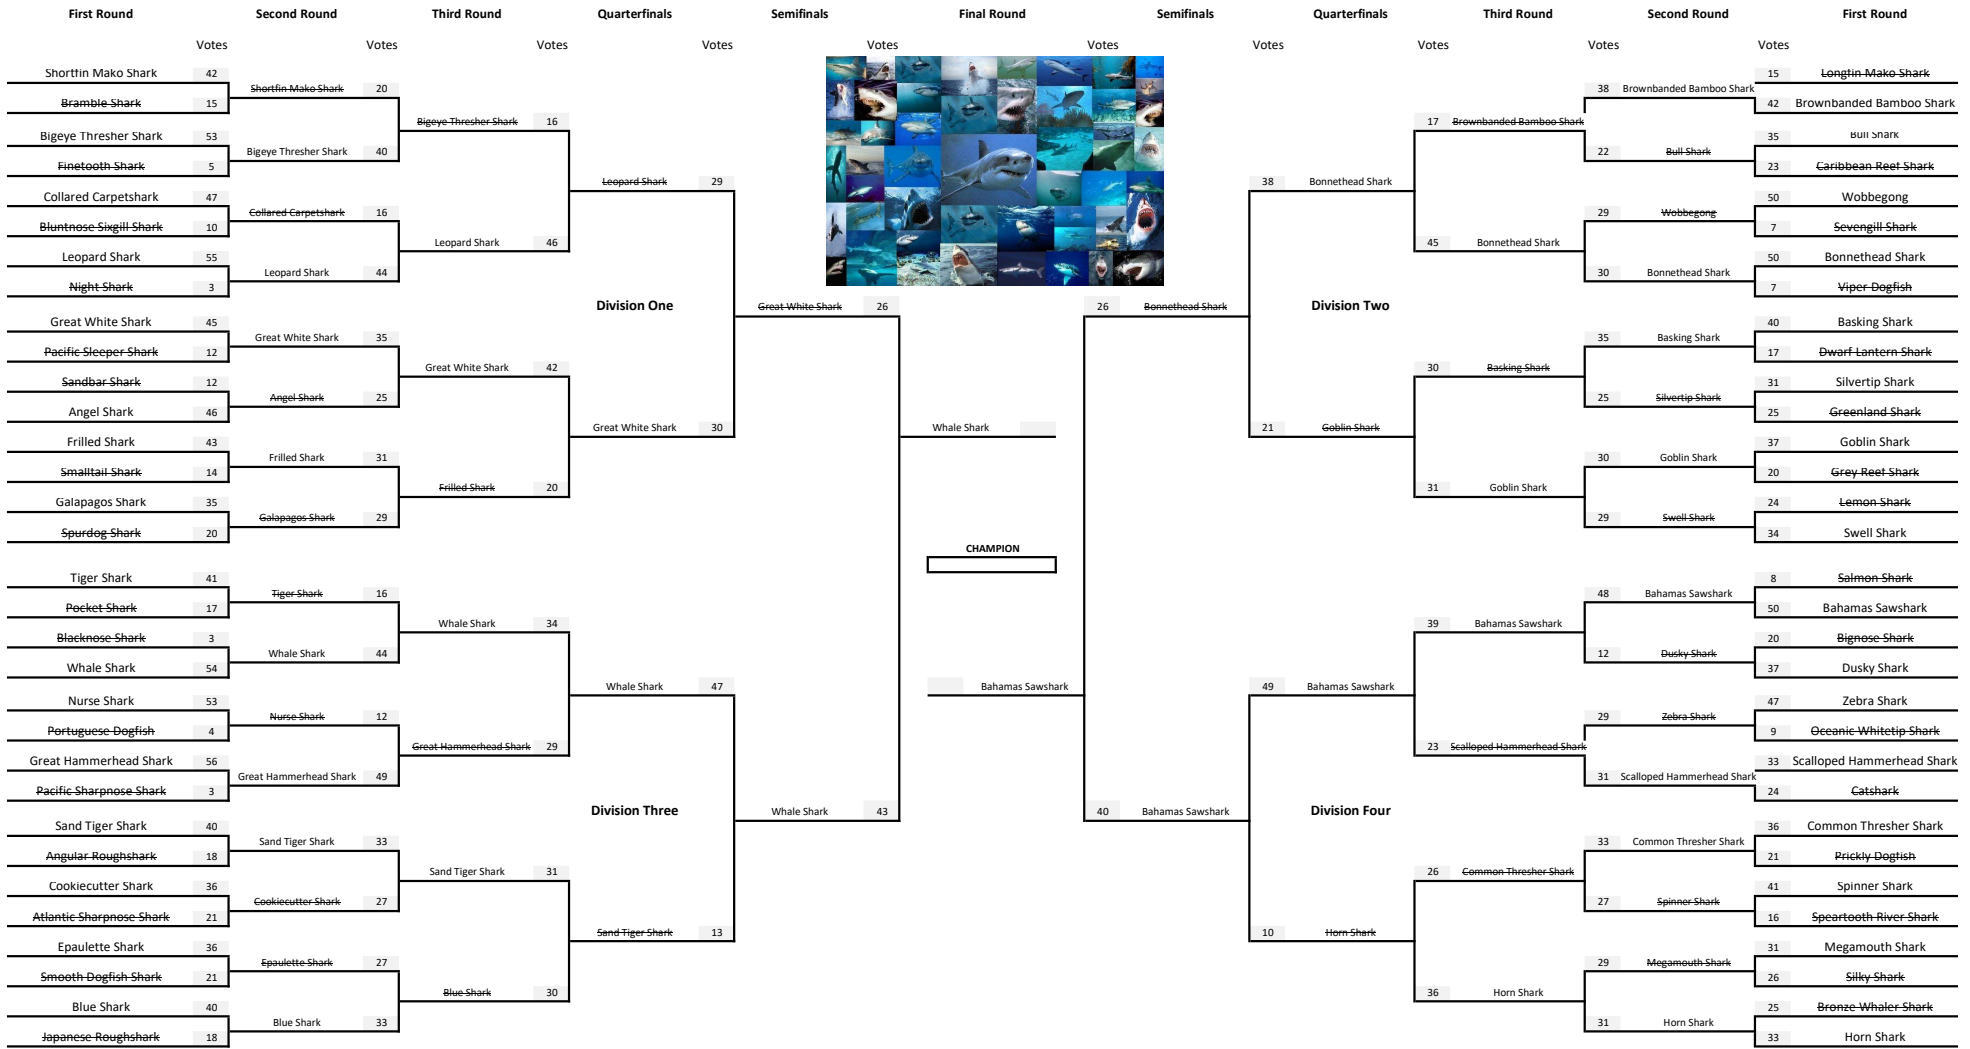 First Round Second Round Third Round Quarterfinals Semifinals Final Round Semifinals Quarterfinals Third Round Second Round First Round
Votes Votes Votes Votes Votes Votes Votes Votes Votes Votes
Shortfin Mako Shark 42 15 Longfin Mako Shark
Shortfin Mako Shark 20 38 Brownbanded Bamboo Shark
Bramble Shark 15 42 Brownbanded Bamboo Shark
Bigeye Thresher Shark 16 17 Brownbanded Bamboo Shark
Bigeye Thresher Shark 53 35 Bull Shark
Bigeye Thresher Shark 40 22 Bull Shark
Finetooth Shark 5 23 Caribbean Reef Shark
Leopard Shark 29 38 Bonnethead Shark
Collared Carpetshark 47 50 Wobbegong
Collared Carpetshark 16 29 Wobbegong
Bluntnose Sixgill Shark 10 7 Sevengill Shark
Leopard Shark 46 45 Bonnethead Shark
Leopard Shark 55 50 Bonnethead Shark
Leopard Shark 44 30 Bonnethead Shark
Night Shark 3 7 Viper Dogfish
Division One Great White Shark 26 26 Bonnethead Shark Division Two
Great White Shark 45 40 Basking Shark
Great White Shark 35 35 Basking Shark
Pacific Sleeper Shark 12 17 Dwarf Lantern Shark
Great White Shark 42 30 Basking Shark
Sandbar Shark 12 31 Silvertip Shark
Angel Shark 25 25 Silvertip Shark
Angel Shark 46 25 Greenland Shark
Great White Shark 30 Whale Shark 21 Goblin Shark
Frilled Shark 43 37 Goblin Shark
Frilled Shark 31 30 Goblin Shark
Smalltail Shark 14 20 Grey Reef Shark
Frilled Shark 20 31 Goblin Shark
Galapagos Shark 35 24 Lemon Shark
Galapagos Shark 29 29 Swell Shark
Spurdog Shark 20 34 Swell Shark
CHAMPION
Tiger Shark 41 8 Salmon Shark
Tiger Shark 16 48 Bahamas Sawshark
Pocket Shark 17 50 Bahamas Sawshark
Whale Shark 34 39 Bahamas Sawshark
Blacknose Shark 3 20 Bignose Shark
Whale Shark 44 12 Dusky Shark
Whale Shark 54 37 Dusky Shark
Whale Shark 47 Bahamas Sawshark 49 Bahamas Sawshark
Nurse Shark 53 47 Zebra Shark
Nurse Shark 12 29 Zebra Shark
Portuguese Dogfish 4 9 Oceanic Whitetip Shark
Great Hammerhead Shark 29 23 Scalloped Hammerhead Shark
Great Hammerhead Shark 56 33 Scalloped Hammerhead Shark
Great Hammerhead Shark 49 31 Scalloped Hammerhead Shark
Pacific Sharpnose Shark 3 24 Catshark
Division Three Whale Shark 43 40 Bahamas Sawshark Division Four
Sand Tiger Shark 40 36 Common Thresher Shark
Sand Tiger Shark 33 33 Common Thresher Shark
Angular Roughshark 18 21 Prickly Dogfish
Sand Tiger Shark 31 26 Common Thresher Shark
Cookiecutter Shark 36 41 Spinner Shark
Cookiecutter Shark 27 27 Spinner Shark
Atlantic Sharpnose Shark 21 16 Speartooth River Shark
Sand Tiger Shark 13 10 Horn Shark
Epaulette Shark 36 31 Megamouth Shark
Epaulette Shark 27 29 Megamouth Shark
Smooth Dogfish Shark 21 26 Silky Shark
Blue Shark 30 36 Horn Shark
Blue Shark 40 25 Bronze Whaler Shark
Blue Shark 33 31 Horn Shark
Japanese Roughshark 18 33 Horn Shark